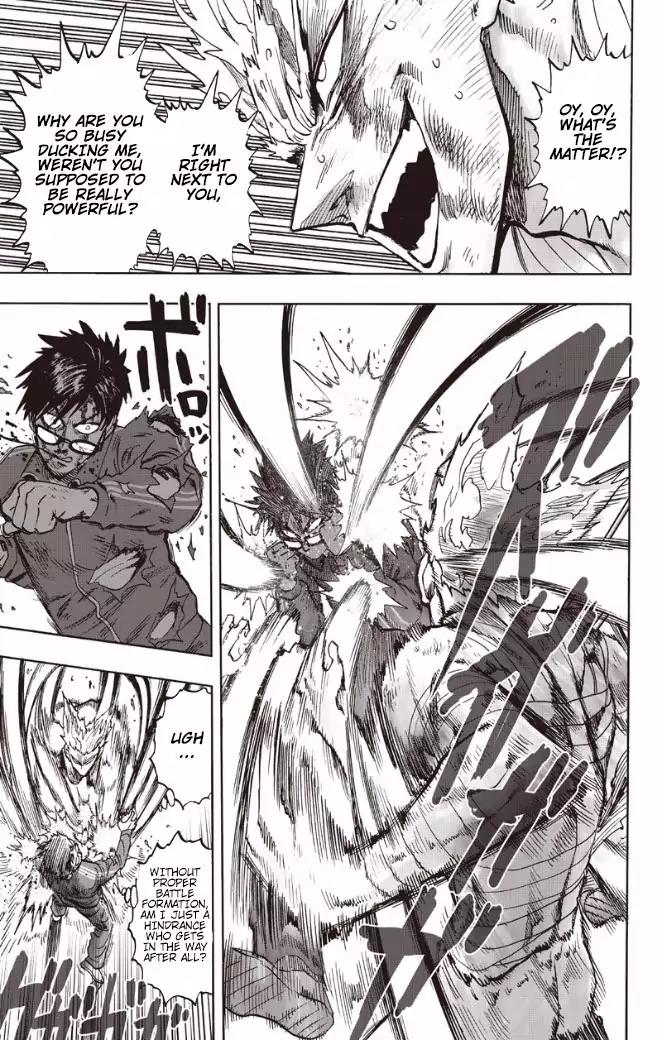 OY, OY,
WHAT'S
THE
MATTER!?
I'M
RIGHT
NEXT TO
YOU,
WHY ARE YOU
SO BUSY
DUCKING ME,
WEREN'T YOU
SUPPOSED TO
BE REALLY
POWERFUL?
ボロッ
UGH
...
WITHOUT
PROPER
BATTLE
FORMATION,
AM I JUST A
HINDRANCE
WHO GETS
IN THE WAY
AFTER ALL?